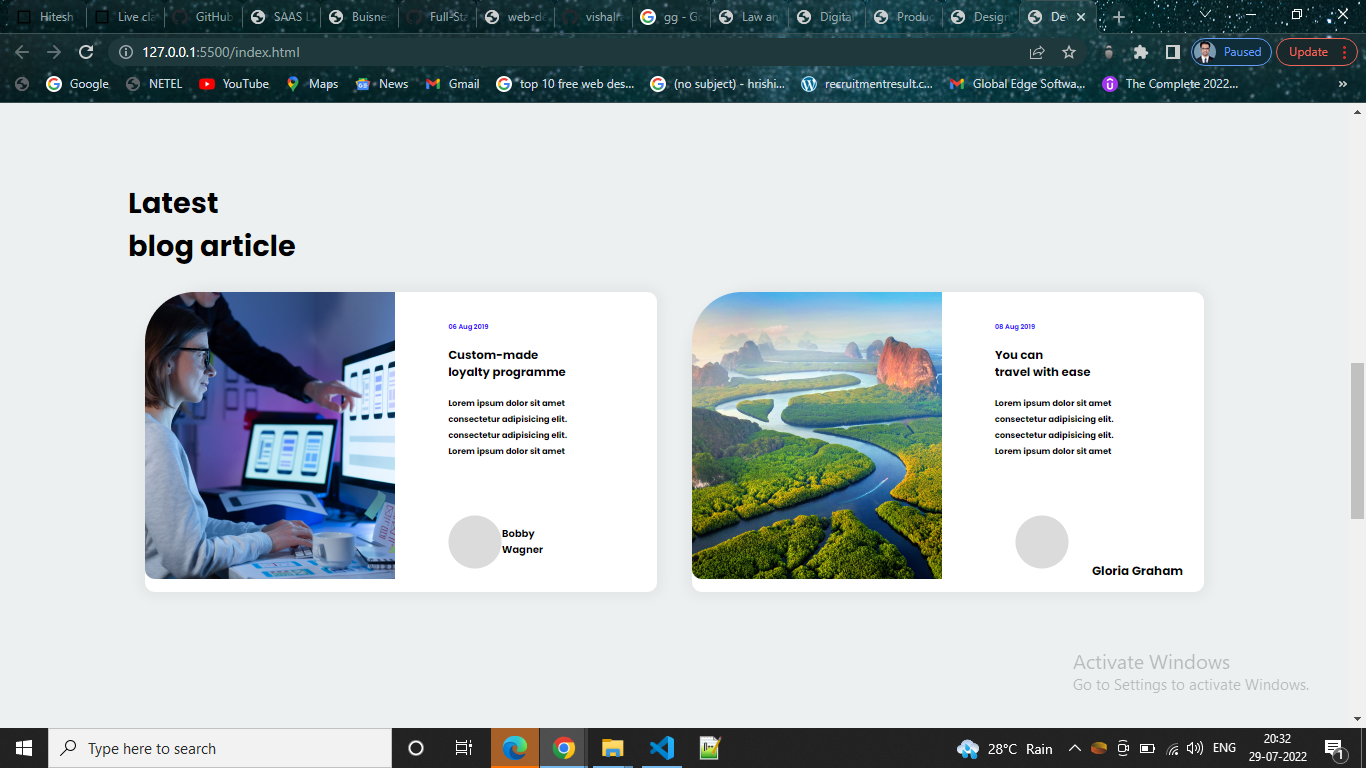 Hitesh
Live cla
GitHub
SAAS L
Buisne
Full-Sta
web-de
vishalra
gg - G
Law an
Digita
Produc
Design
De
127.0.0.1:5500/index.html
Paused
Update
Google
NETEL
YouTube
Maps
News
Gmail
top 10 free web des...
(no subject) - hrishi...
recruitmentresult.c...
Global Edge Softwa...
The Complete 2022...
»
Latest
blog article
06 Aug 2019
Custom-made
loyalty programme
Lorem ipsum dolor sit amet
consectetur adipisicing elit.
consectetur adipisicing elit.
Lorem ipsum dolor sit amet
Bobby
Wagner
08 Aug 2019
You can
travel with ease
Lorem ipsum dolor sit amet
consectetur adipisicing elit.
consectetur adipisicing elit.
Lorem ipsum dolor sit amet
Gloria Graham
Activate Windows
Go to Settings to activate Windows.
Type here to search
28°C Rain
ENG
20:32
29-07-2022
1